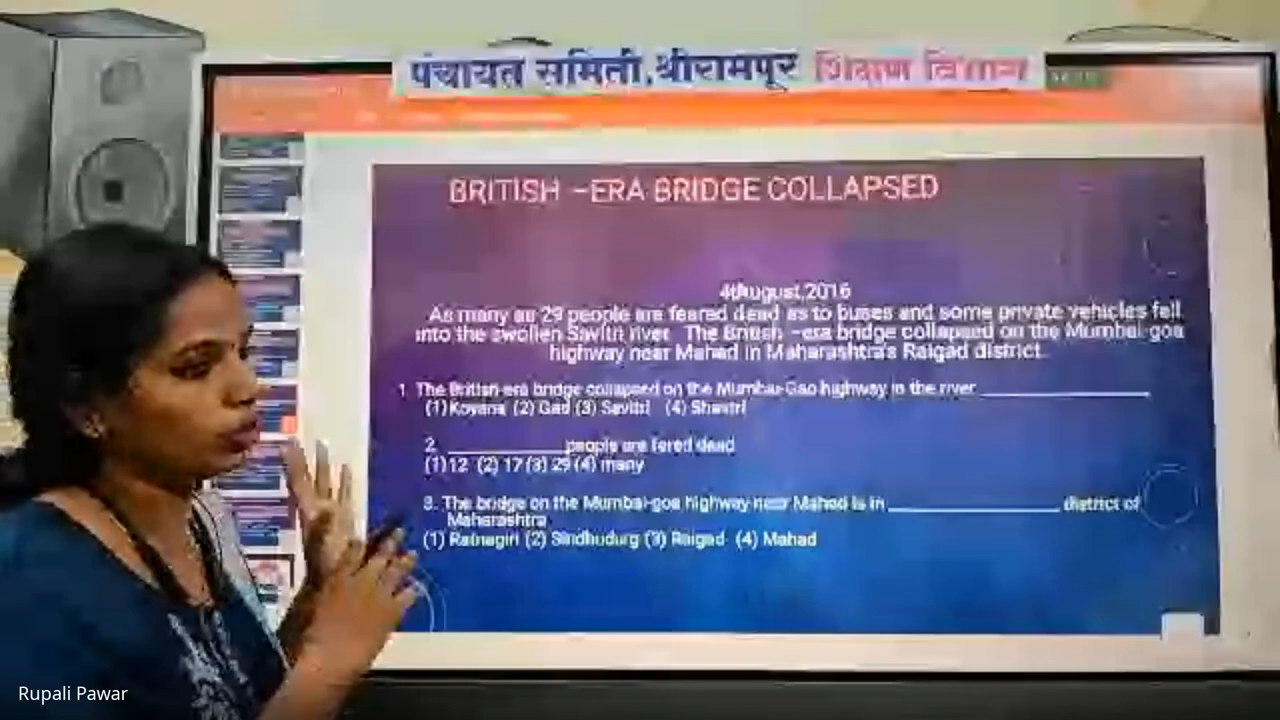 पंचायत समिती,श्रीरामपूर शिक्षण विभाग
BRITISH –ERA BRIDGE COLLAPSED
4thugust,2016
As many as 29 people are feared dead as to buses and some private vehicles fell
into the swollen Savitri river The British –era bridge collapsed on the Mumbai-goa
highway near Mahad in Maharashtra's Raigad district.
1. The British-era bridge collapsed on the Mumbai-Gao highway in the river ____________
(1) Koyana (2) Gad (3) Savitri (4) Shastri
2. ____________people are fered dead
(1)12 (2) 17 (3) 29 (4) many
3. The bridge on the Mumbai-goa highway near Mahad is in ____________ district of
Maharashtra
(1) Ratnagiri (2) Sindhudurg (3) Raigad (4) Mahad
Rupali Pawar